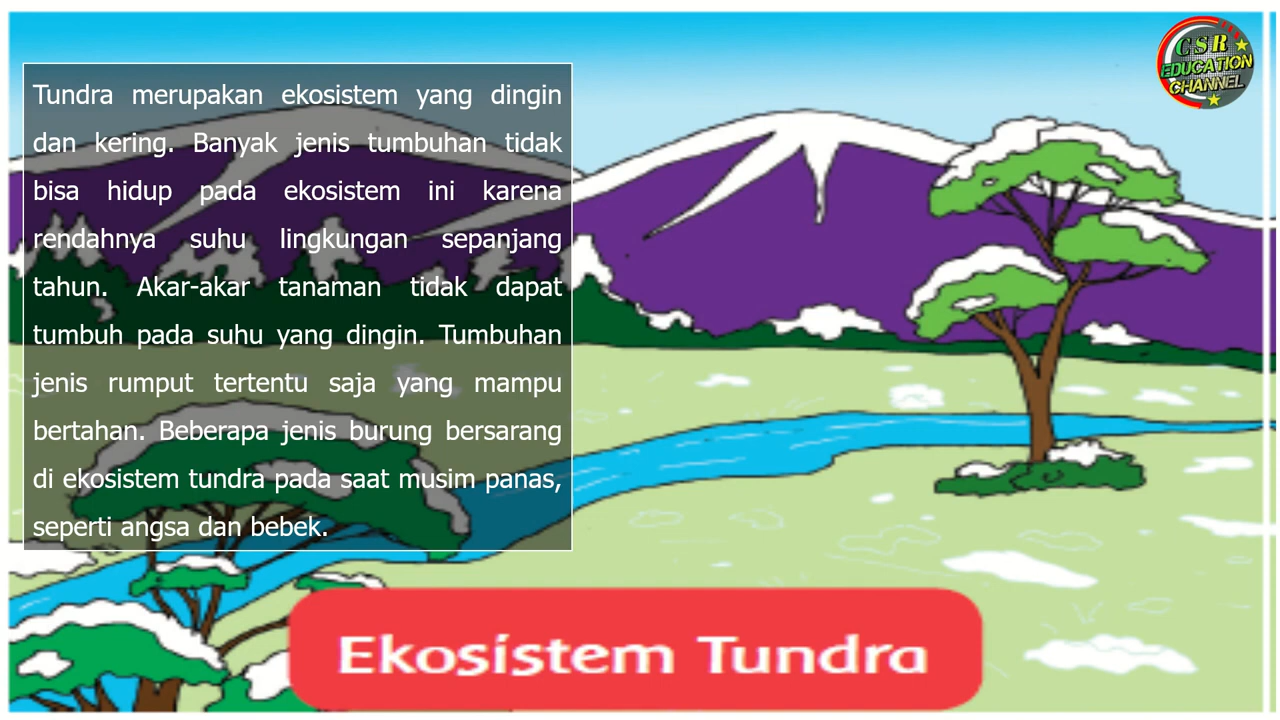 CSR
EDUCATION
CHANNEL
Tundra merupakan ekosistem yang dingin
dan kering. Banyak jenis tumbuhan tidak
bisa hidup pada ekosistem ini karena
rendahnya suhu lingkungan sepanjang
tahun. Akar-akar tanaman tidak dapat
tumbuh pada suhu yang dingin. Tumbuhan
jenis rumput tertentu saja yang mampu
bertahan. Beberapa jenis burung bersarang
di ekosistem tundra pada saat musim panas,
seperti angsa dan bebek.
Ekosistem Tundra